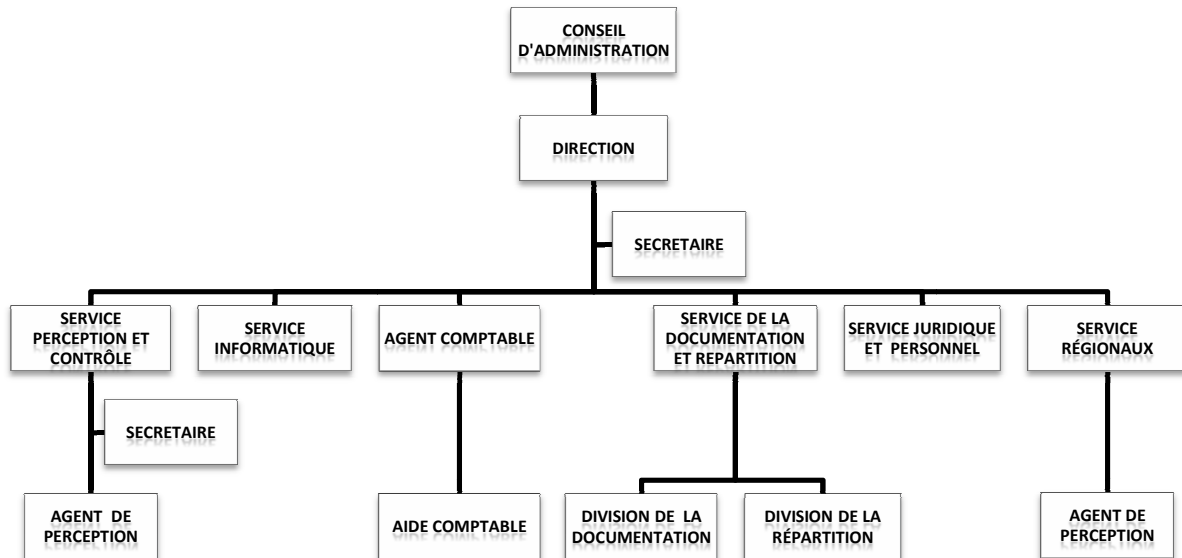 CONSEIL
D'ADMINISTRATION
DIRECTION
SECRETAIRE
SERVICE
PERCEPTION ET
CONTRÔLE
SERVICE
INFORMATIQUE
AGENT COMPTABLE
SERVICE DE LA
DOCUMENTATION
ET REPARTITION
SERVICE JURIDIQUE
ET PERSONNEL
SERVICE
RÉGIONAUX
SECRETAIRE
AGENT DE
PERCEPTION
AIDE COMPTABLE
DIVISION DE LA
DOCUMENTATION
DIVISION DE LA
RÉPARTITION
AGENT DE
PERCEPTION